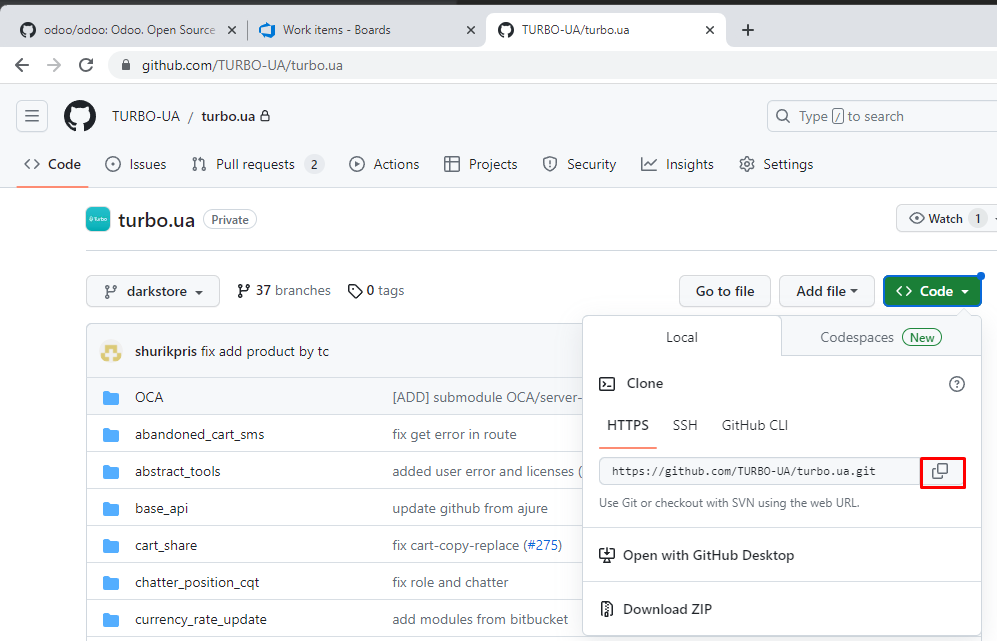 odoo/odoo: Odoo. Open Source
Work items - Boards
TURBO-UA/turbo.ua
github.com/TURBO-UA/turbo.ua
TURBO-UA / turbo.ua
Type / to search
Code
Issues
Pull requests 2
Actions
Projects
Security
Insights
Settings
Turbo
turbo.ua
Private
Watch 1
darkstore
37 branches
0 tags
Go to file
Add file
Code
shurikpris fix add product by tc
OCA [ADD] submodule OCA/server-
abandoned_cart_sms fix get error in route
abstract_tools added user error and licenses (
base_api update github from ajure
cart_share fix cart-copy-replace (#275)
chatter_position_cqt fix role and chatter
currency_rate_update add modules from bitbucket
Local
Codespaces New
Clone
HTTPS SSH GitHub CLI
https://github.com/TURBO-UA/turbo.ua.git
Use Git or checkout with SVN using the web URL.
Open with GitHub Desktop
Download ZIP